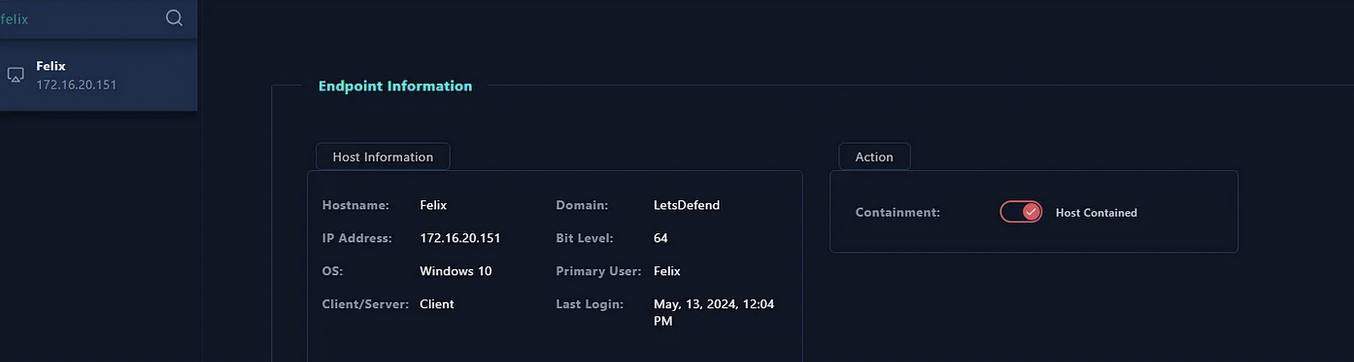 felix
Felix
172.16.20.151
Endpoint Information
Host Information
Hostname: Felix Domain: LetsDefend
IP Address: 172.16.20.151 Bit Level: 64
OS: Windows 10 Primary User: Felix
Client/Server: Client Last Login: May, 13, 2024, 12:04
PM
Action
Containment: Host Contained